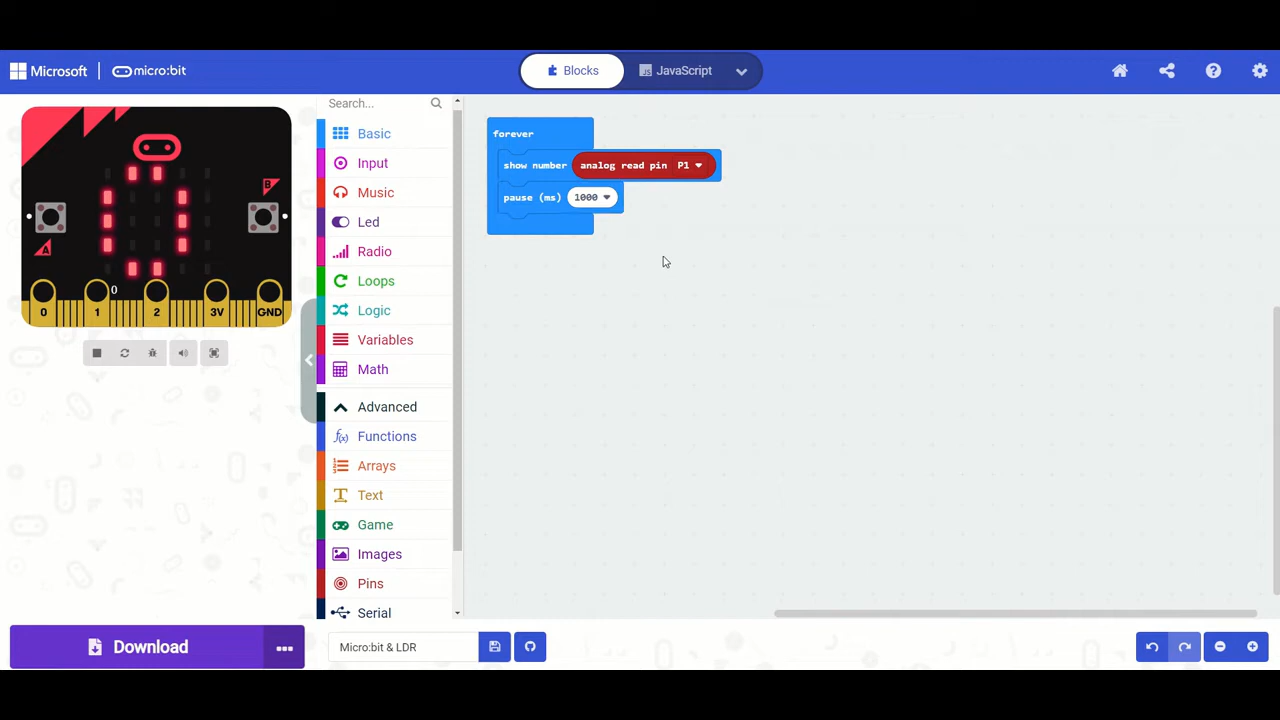 Microsoft
micro:bit
Blocks
JS JavaScript
Search...
Basic
Input
Music
Led
Radio
Loops
Logic
Variables
Math
Advanced
f(x) Functions
Arrays
Text
Game
Images
Pins
Serial
forever
show number analog read pin P1
pause (ms) 1000
A
B
0
0 1 2 3V GND
Download
Micro:bit & LDR